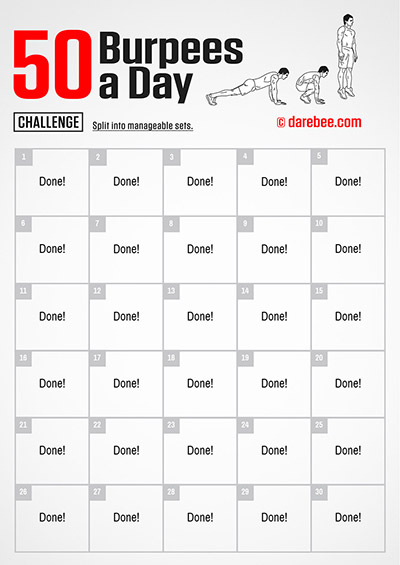 50 Burpees
a Day
CHALLENGE Split into manageable sets.
© darebee.com
1 2 3 4 5
Done! Done! Done! Done! Done!
6 7 8 9 10
Done! Done! Done! Done! Done!
11 12 13 14 15
Done! Done! Done! Done! Done!
16 17 18 19 20
Done! Done! Done! Done! Done!
21 22 23 24 25
Done! Done! Done! Done! Done!
26 27 28 29 30
Done! Done! Done! Done! Done!